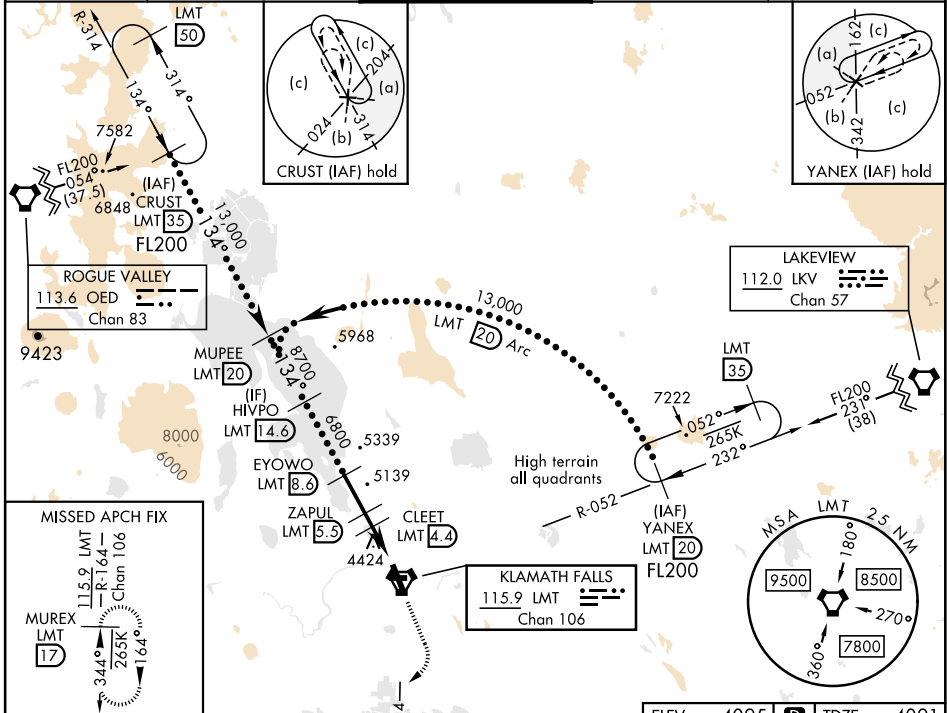 R-314
LMT
50
134°
314°
7582
FL200
054°
(37.5)
6848
(IAF)
CRUST
LMT 35
FL200
13,000
134°
(c)
204
(c)
(a)
024
(b)
314
CRUST (IAF) hold
162
(c)
(a)
052
(b)
342
(c)
YANEX (IAF) hold
ROGUE VALLEY
113.6 OED
Chan 83
9423
LAKEVIEW
112.0 LKV
Chan 57
13,000
LMT 20 Arc
5968
MUPEE
LMT 20
8700
134°
(IF)
HIVPO
LMT 14.6
6800
LMT
35
7222
052°
265K
232°
FL200
231°
(38)
8000
6000
5339
EYOWO
LMT 8.6
5139
High terrain
all quadrants
R-052
(IAF)
YANEX
LMT 20
FL200
ZAPUL
LMT 5.5
CLEET
LMT 4.4
4424
MISSED APCH FIX
115.9 LMT
R-164
Chan 106
MUREX
LMT
17
344°
265K
164°
KLAMATH FALLS
115.9 LMT
Chan 106
MSA LMT 25 NM
180°
9500
8500
270°
7800
360°